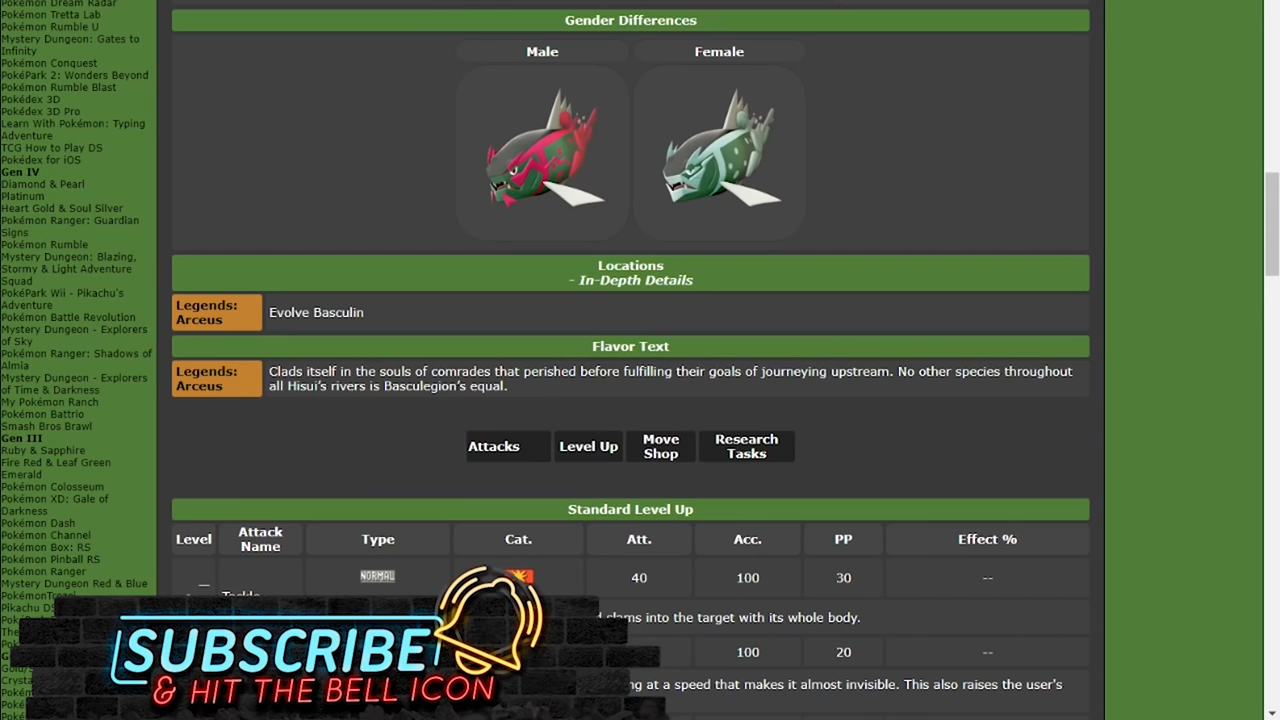 Pokémon Dream Radar
Pokémon Tretta Lab
Pokémon Rumble U
Mystery Dungeon: Gates to
Infinity
Pokémon Conquest
PokéPark 2: Wonders Beyond
Pokémon Rumble Blast
Pokédex 3D
Pokédex 3D Pro
Learn With Pokémon: Typing
Adventure
TCG How to Play DS
Pokédex for iOS
Gen IV
Diamond & Pearl
Platinum
Heart Gold & Soul Silver
Pokémon Ranger: Guardian
Signs
Pokémon Rumble
Mystery Dungeon: Blazing,
Stormy & Light Adventure
Squad
PokéPark Wii - Pikachu's
Adventure
Pokémon Battle Revolution
Mystery Dungeon - Explorers
of Sky
Pokémon Ranger: Shadows of
Almia
Mystery Dungeon - Explorers
of Time & Darkness
My Pokémon Ranch
Pokémon Battrio
Smash Bros Brawl
Gen III
Ruby & Sapphire
Fire Red & Leaf Green
Emerald
Pokémon Colosseum
Pokémon XD: Gale of
Darkness
Pokémon Dash
Pokémon Channel
Pokémon Box: RS
Pokémon Pinball RS
Pokémon Ranger
Mystery Dungeon Red & Blue
Pikachu DS
Gender Differences
Male
Female
Locations
- In-Depth Details
Legends:
Arceus
Evolve Basculin
Flavor Text
Legends:
Arceus
Clads itself in the souls of comrades that perished before fulfilling their goals of journeying upstream. No other species throughout
all Hisui's rivers is Basculegion's equal.
Attacks
Level Up
Move
Shop
Research
Tasks
Standard Level Up
Level
Attack
Name
Type
Cat.
Att.
Acc.
PP
Effect %
—
Tackle
NORMAL
40
100
30
--
slams into the target with its whole body.
100
20
--
at a speed that makes it almost invisible. This also raises the user's
SUBSCRIBE
& HIT THE BELL ICON